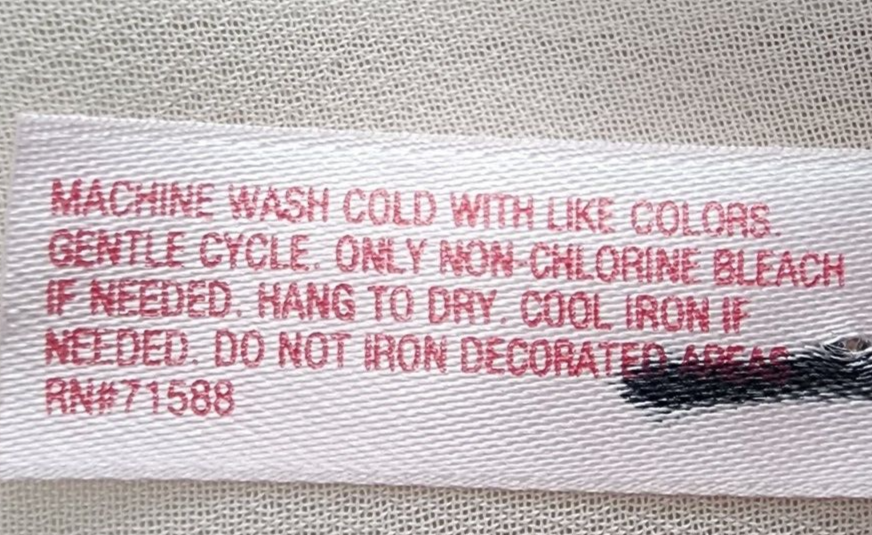 MACHINE WASH COLD WITH LIKE COLORS.
GENTLE CYCLE. ONLY NON-CHLORINE BLEACH
IF NEEDED. HANG TO DRY. COOL IRON IF
NEEDED. DO NOT IRON DECORATED AREAS
RN#71588